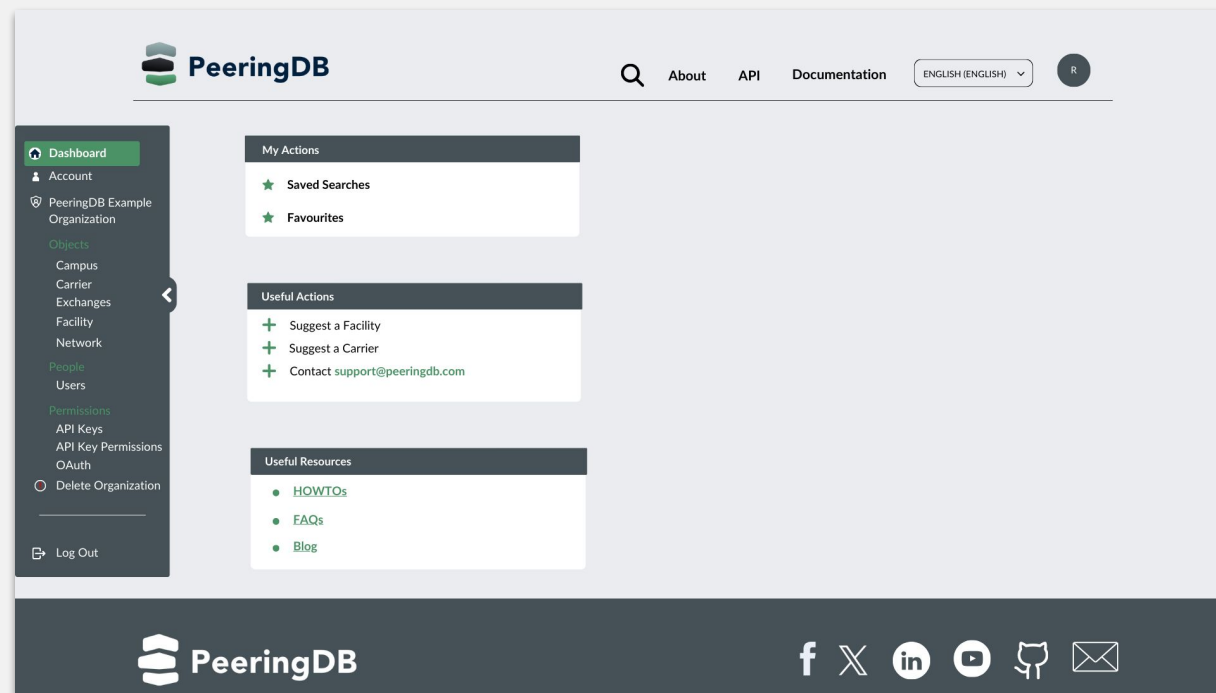 PeeringDB
About API Documentation ENGLISH (ENGLISH) R
Dashboard
Account
PeeringDB Example
Organization
Objects
Campus
Carrier
Exchanges
Facility
Network
People
Users
Permissions
API Keys
API Key Permissions
OAuth
Delete Organization
Log Out
My Actions
Saved Searches
Favourites
Useful Actions
Suggest a Facility
Suggest a Carrier
Contact support@peeringdb.com
Useful Resources
HOWTOs
FAQs
Blog
PeeringDB
f X in